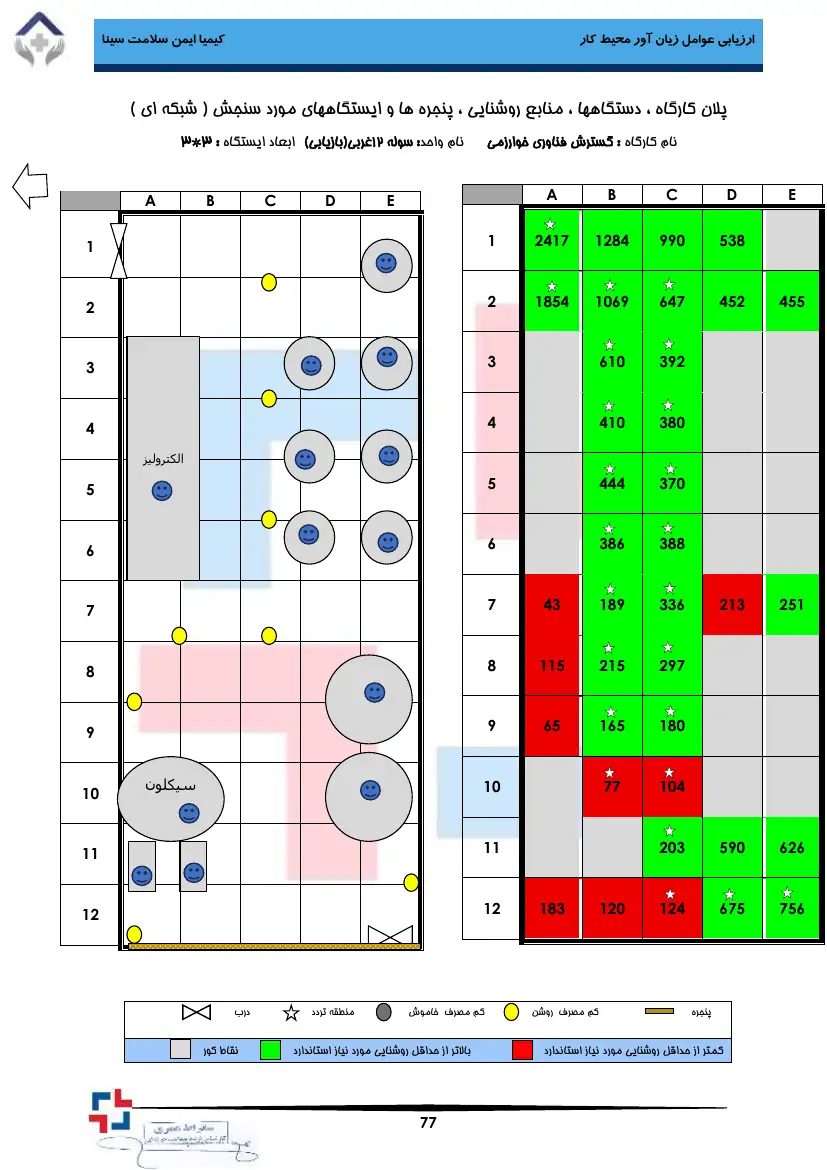 ارزیابی عوامل زیان آور محیط کار
کیمیا ایمن سلامت سینا
پلان کارگاه ، دستگاهها ، منابع روشنایی ، پنجره ها و ایستگاههای مورد سنجش ( شبکه ای )
نام کارگاه : گسترش فناوری خوارزمی نام واحد: سوله ۱۲غربی(بازیابی) ابعاد ایستگاه : ۳*۳
A B C D E
1
2
3
4
5
6
7
8
9
10
11
12
الکترولیز
سیکلون
A B C D E
1 2417 1284 990 538
2 1854 1069 647 452 455
3 610 392
4 410 380
5 444 370
6 386 388
7 43 189 336 213 251
8 115 215 297
9 65 165 180
10 77 104
11 203 590 626
12 183 120 124 675 756
پنجره کم مصرف روشن کم مصرف خاموش منطقه تردد درب
کمتر از حداقل روشنایی مورد نیاز استاندارد بالاتر از حداقل روشنایی مورد نیاز استاندارد نقاط کور
77